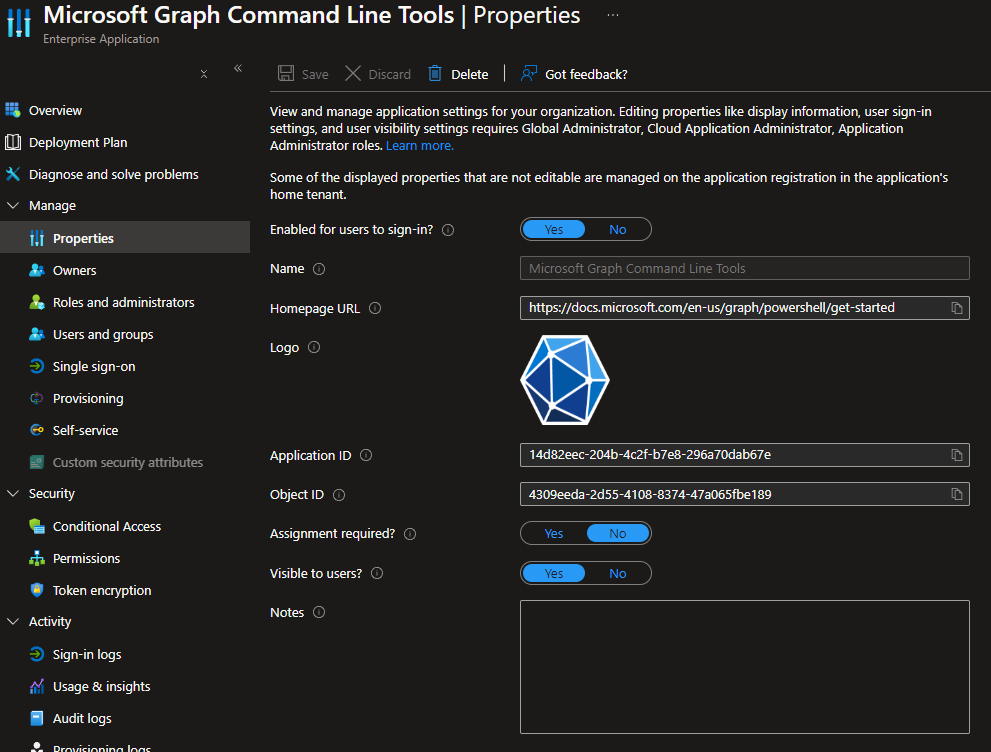 Microsoft Graph Command Line Tools | Properties ...
Enterprise Application
Save
Discard
Delete
Got feedback?
Overview
Deployment Plan
Diagnose and solve problems
Manage
Properties
Owners
Roles and administrators
Users and groups
Single sign-on
Provisioning
Self-service
Custom security attributes
Security
Conditional Access
Permissions
Token encryption
Activity
Sign-in logs
Usage & insights
Audit logs
Provisioning logs
View and manage application settings for your organization. Editing properties like display information, user sign-in
settings, and user visibility settings requires Global Administrator, Cloud Application Administrator, Application
Administrator roles. Learn more.
Some of the displayed properties that are not editable are managed on the application registration in the application's
home tenant.
Enabled for users to sign-in? Yes No
Name Microsoft Graph Command Line Tools
Homepage URL https://docs.microsoft.com/en-us/graph/powershell/get-started
Logo
Application ID 14d82eec-204b-4c2f-b7e8-296a70dab67e
Object ID 4309eeda-2d55-4108-8374-47a065fbe189
Assignment required? Yes No
Visible to users? Yes No
Notes